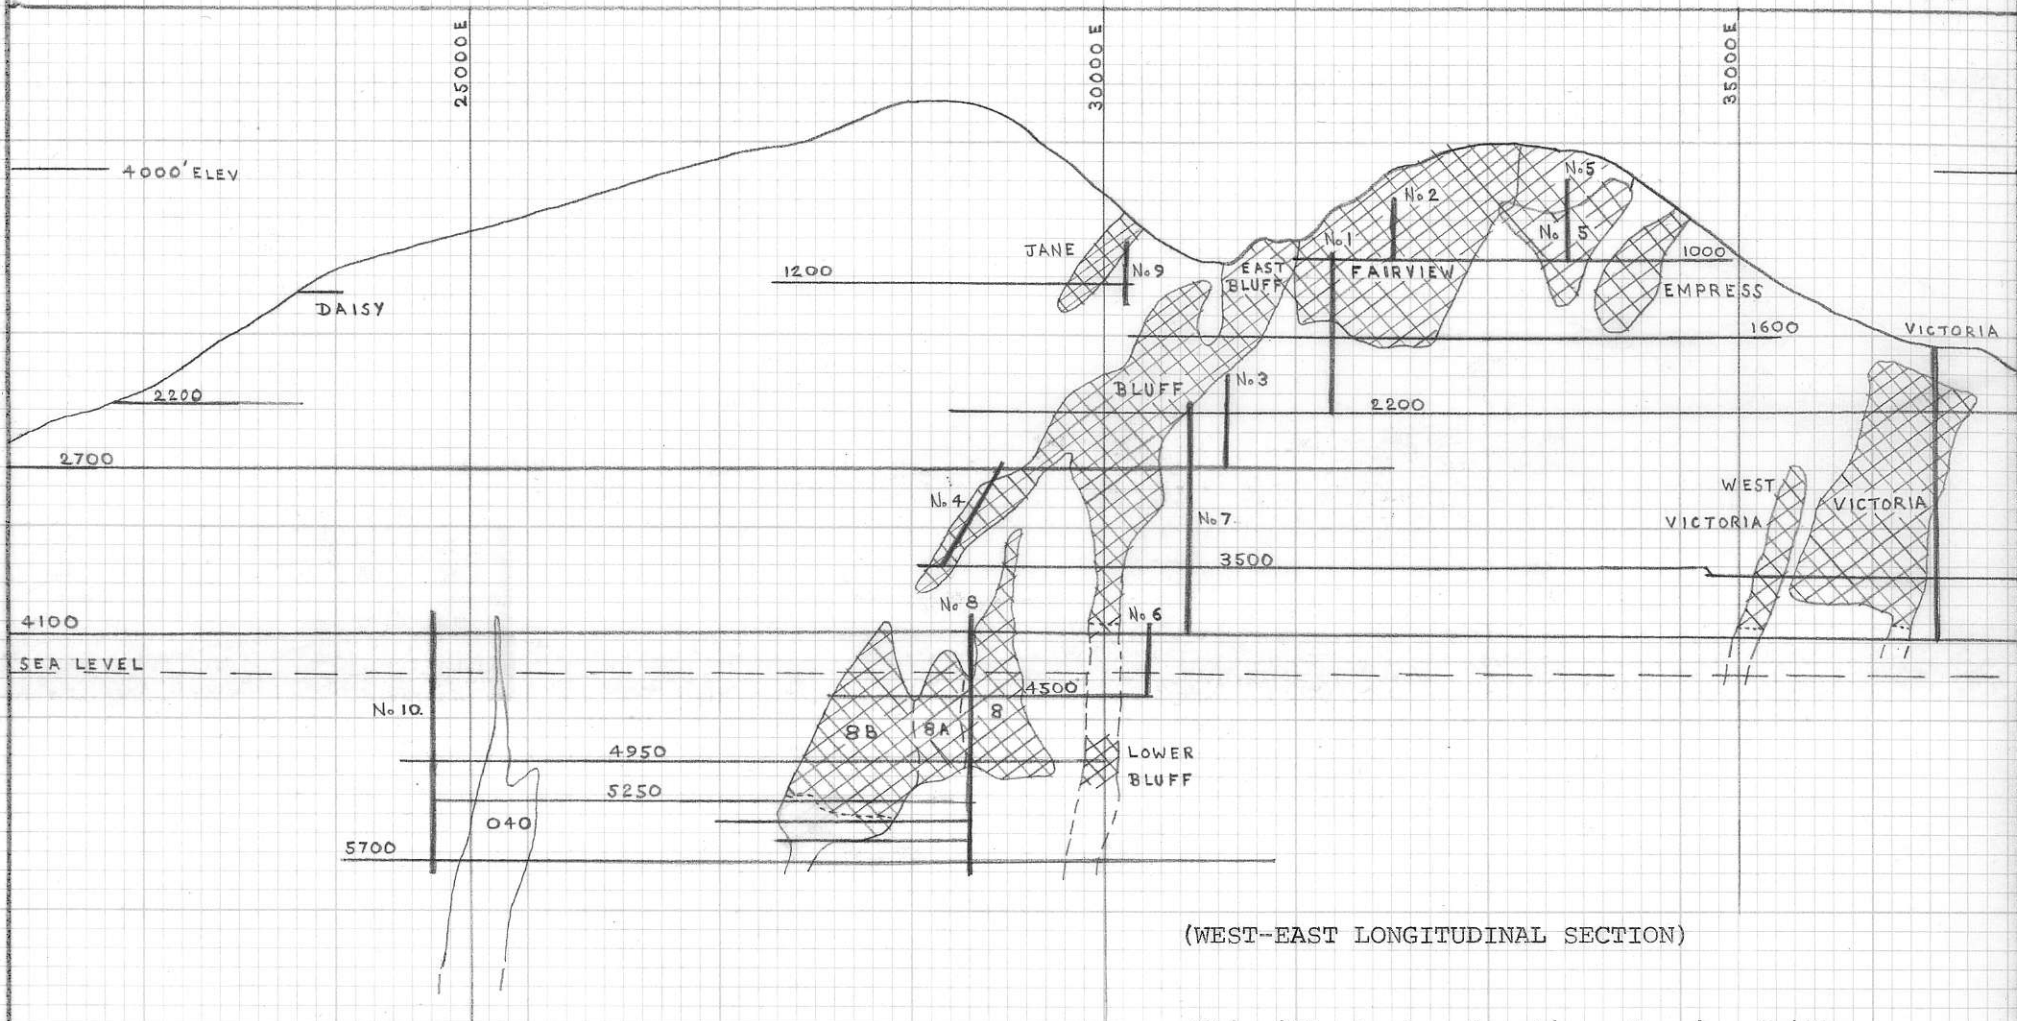 25000E
30000E
35000E
4000' ELEV
No.5
No 2
No 5
No 1
JANE
1000
EAST
BLUFF
FAIRVIEW
1200
No 9
EMPRESS
DAISY
1600
VICTORIA
No 3
BLUFF
2200
2200
2700
WEST
VICTORIA
VICTORIA
No. 4
No 7.
3500
No 8
No 6
4100
SEA LEVEL
4500
No 10.
8
8B
8A
4950
LOWER
BLUFF
5250
040
5700
(WEST-EAST LONGITUDINAL SECTION)